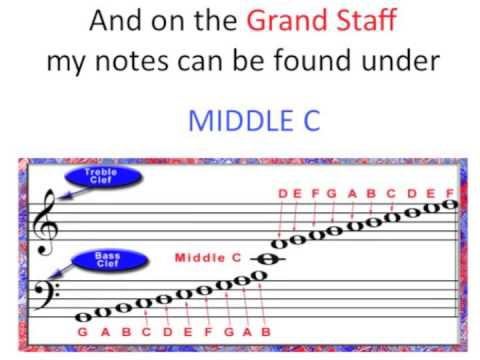 And on the Grand Staff
my notes can be found under
MIDDLE C
Treble
Clef
D E F G A B C D E F
Bass
Clef
Middle C
G A B C D E F G A B